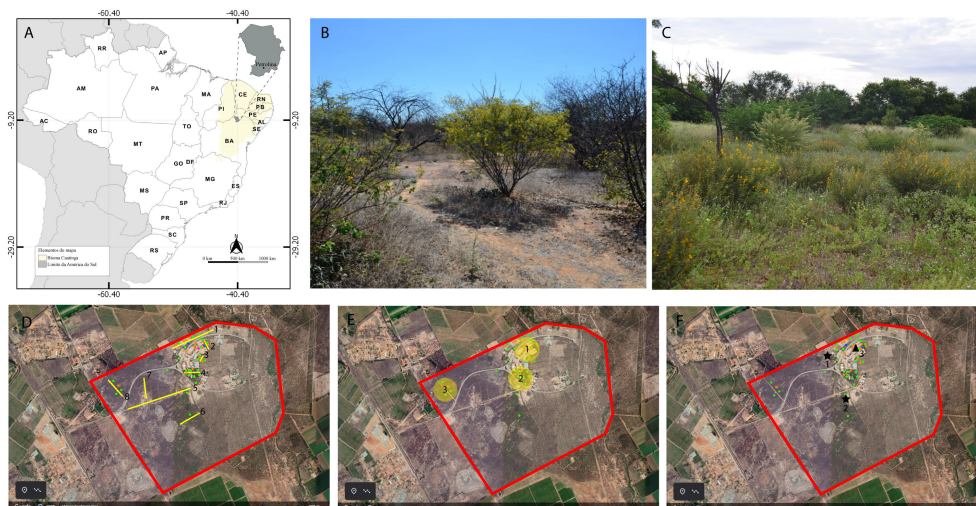 A
-60.40
-40.40
Petrolina
RR
AP
AM
PA
MA
CE
RN
PB
PI
PE
AL
SE
-9.20
-9.20
AC
RO
TO
BA
MT
GO
DF
MG
MS
ES
SP
RJ
PR
SC
RS
N
-29.20
-29.20
Elementos do mapa
Bioma Caatinga
Limite da América do Sul
0 km
500 km
1000 km
-60.40
-40.40
B
C
D
1
2
3
4
5
6
7
8
E
1
2
3
F
2